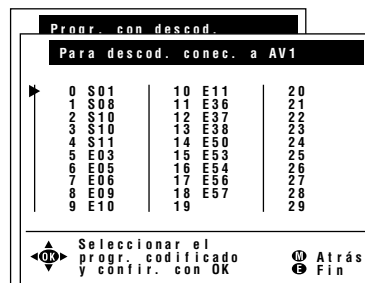 Progr. con descod.
Para descod. conec. a AV1
0 S01 10 E11 20
1 S08 11 E36 21
2 S10 12 E37 22
3 S10 13 E38 23
4 S11 14 E50 24
5 E03 15 E53 25
6 E05 16 E54 26
7 E06 17 E56 27
8 E09 18 E57 28
9 E10 19 29
Seleccionar el
OK progr. codificado M Atrás
y confir. con OK E Fin